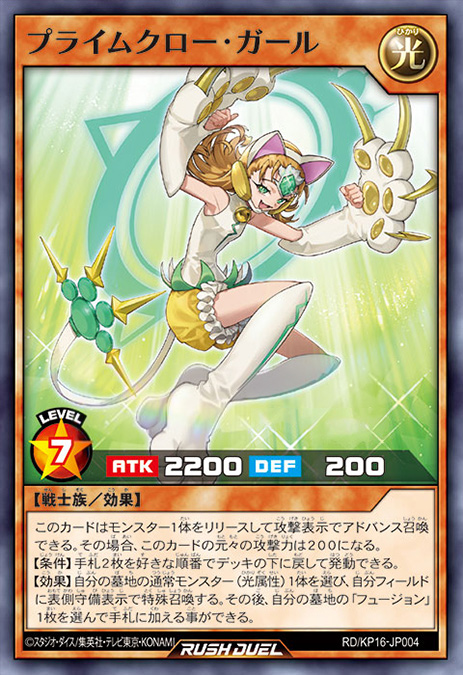 プライムクロー・ガール
ひかり
光
LEVEL
7
ATK 2200 DEF 200
【戦士族／効果】
このカードはモンスター1体をリリースして攻撃表示でアドバンス召喚
できる。その場合、このカードの元々の攻撃力は200になる。
【条件】手札2枚を好きな順番でデッキの下に戻して発動できる。
【効果】自分の墓地の通常モンスター（光属性）1体を選び、自分フィールド
に表側守備表示で特殊召喚する。その後、自分の墓地の「フュージョン」
1枚を選んで手札に加える事ができる。
©スタジオ・ダイス/集英社・テレビ東京・KONAMI
RUSH DUEL
RD/KP16-JP004